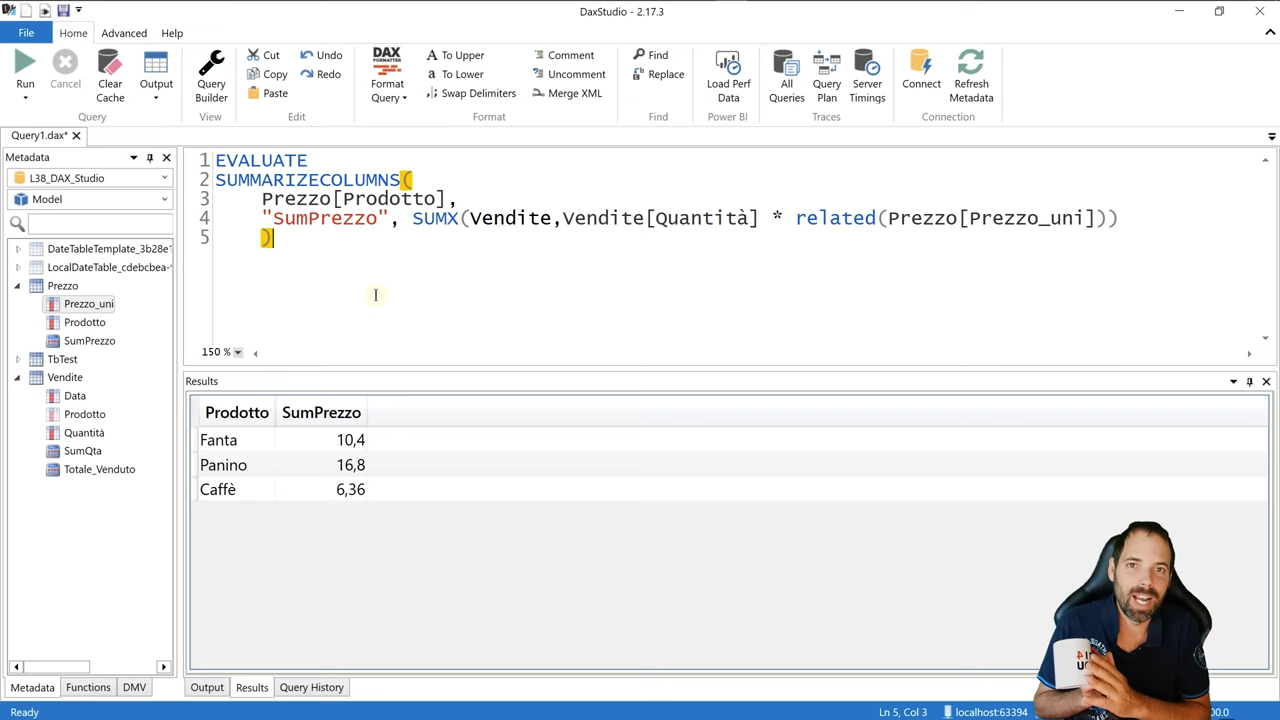 DaxStudio - 2.17.3
File Home Advanced Help
Run Cancel Clear Cache Output Query Builder
Cut Copy Paste Undo Redo
DAX FORMATTER Format Query
To Upper To Lower Swap Delimiters
Comment Uncomment Merge XML
Find Replace
Load Perf Data All Queries Query Plan Server Timings Connect Refresh Metadata
Query View Edit Format Find Power BI Traces Connection
Query1.dax*
Metadata
L38_DAX_Studio
Model
DateTableTemplate_3b28e1
LocalDateTable_cdebcbea-
Prezzo
Prezzo_uni
Prodotto
SumPrezzo
TbTest
Vendite
Data
Prodotto
Quantità
SumQta
Totale_Venduto
Metadata Functions DMV
1 EVALUATE
2 SUMMARIZECOLUMNS(
3 Prezzo[Prodotto],
4 "SumPrezzo", SUMX(Vendite,Vendite[Quantità] * related(Prezzo[Prezzo_uni]))
5 )
150 %
Results
Prodotto SumPrezzo
Fanta 10,4
Panino 16,8
Caffè 6,36
Output Results Query History
Ready Ln 5, Col 3 localhost:63394 00.0